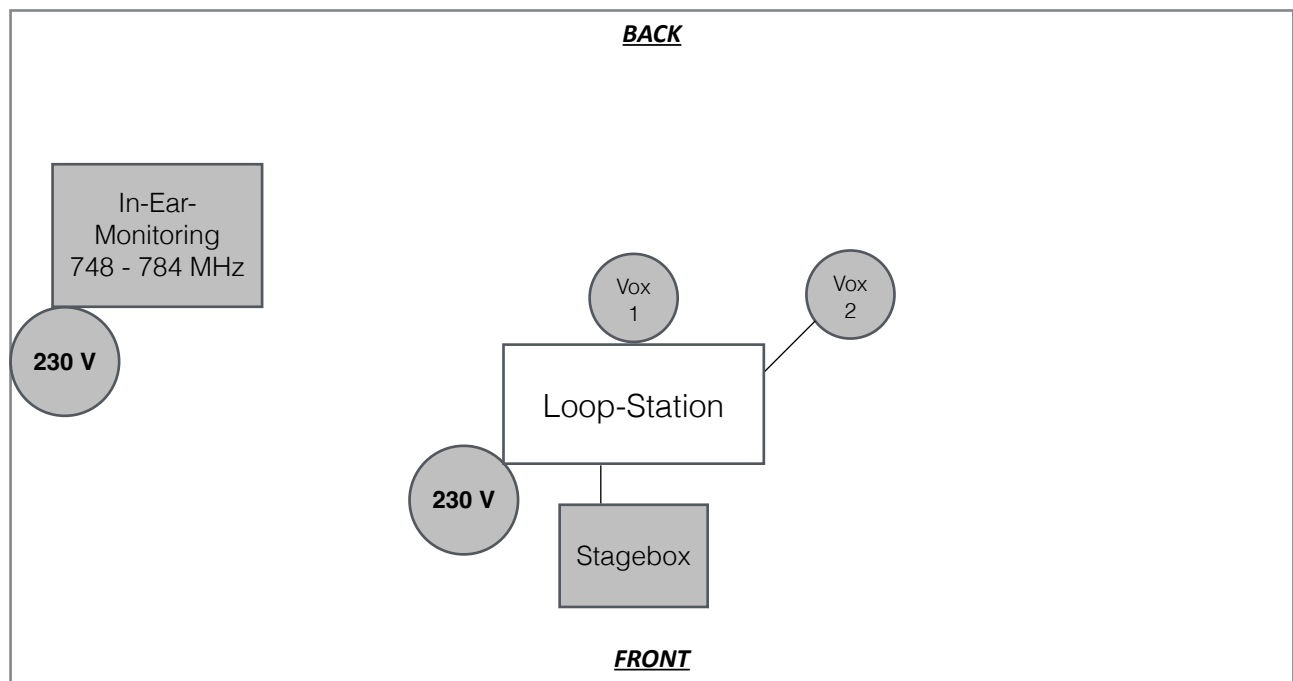 BACK
In-Ear-
Monitoring
748 - 784 MHz
230 V
Vox
1
Vox
2
Loop-Station
230 V
Stagebox
FRONT